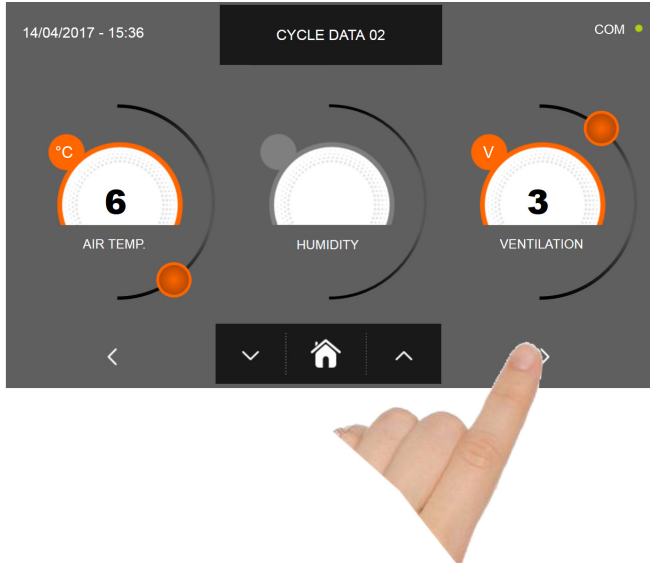 14/04/2017 - 15:36
CYCLE DATA 02
COM
°C
V
6
3
AIR TEMP.
HUMIDITY
VENTILATION